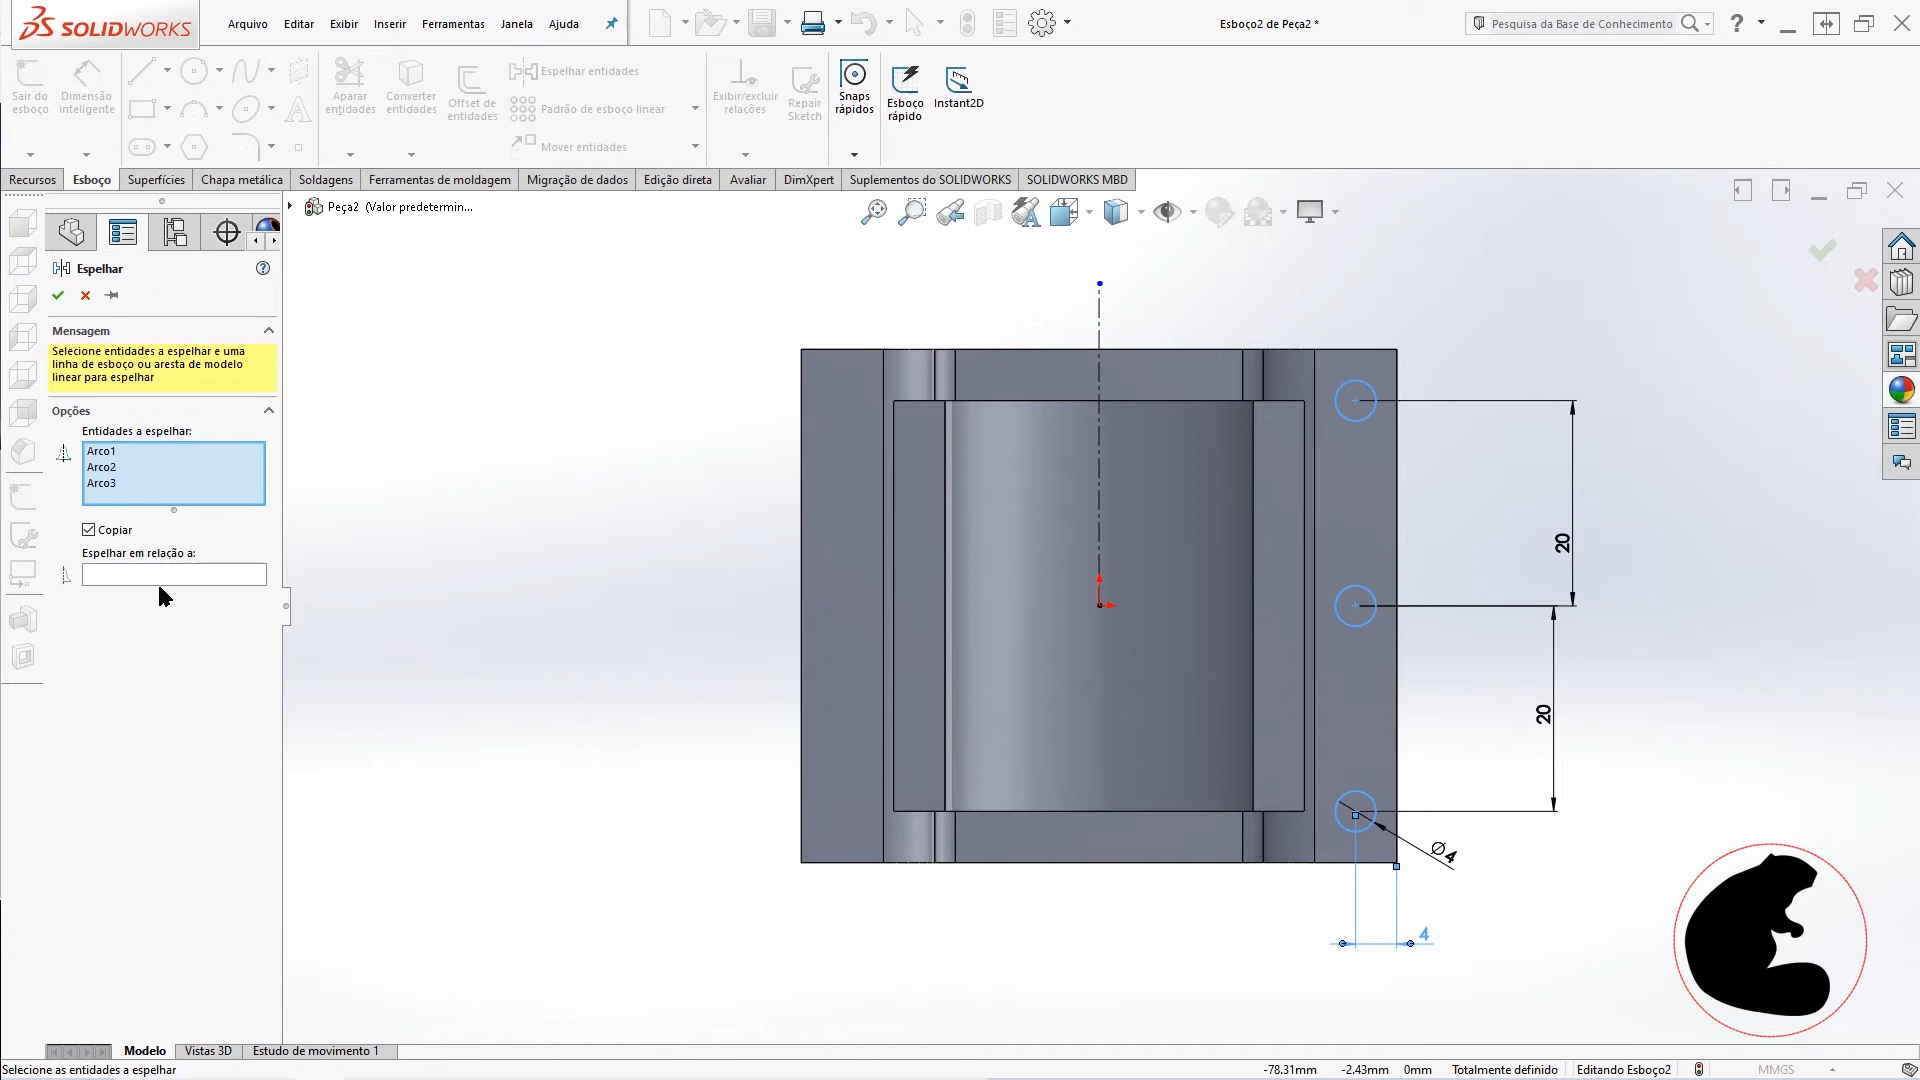 SOLIDWORKS
Arquivo Editar Exibir Inserir Ferramentas Janela Ajuda
Esboço2 de Peça2 *
Pesquisa da Base de Conhecimento
?
Sair do esboço
Dimensão inteligente
Aparar entidades
Converter entidades
Offset de entidades
Espelhar entidades
Padrão de esboço linear
Mover entidades
Exibir/excluir relações
Repair Sketch
Snaps rápidos
Esboço rápido
Instant2D
Recursos Esboço Superfícies Chapa metálica Soldagens Ferramentas de moldagem Migração de dados Edição direta Avaliar DimXpert Suplementos do SOLIDWORKS SOLIDWORKS MBD
Peça2 (Valor predetermin...
Espelhar
Mensagem
Selecione entidades a espelhar e uma
linha de esboço ou aresta de modelo
linear para espelhar
Opções
Entidades a espelhar:
Arco1
Arco2
Arco3
Copiar
Espelhar em relação a:
20
20
Ø4
4
Modelo Vistas 3D Estudo de movimento 1
Selecione as entidades a espelhar
-78.31mm -2.43mm 0mm Totalmente definido Editando Esboço2 MMGS